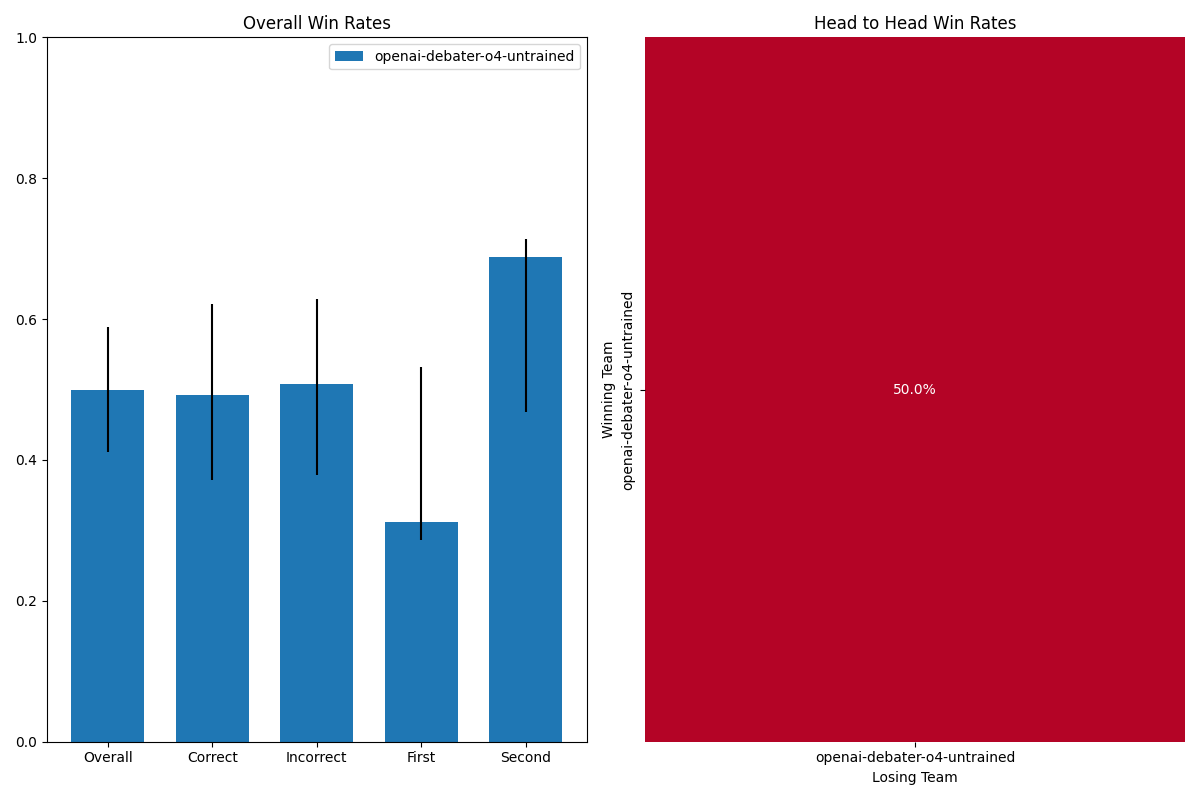 Overall Win Rates
openai-debater-o4-untrained
1.0
0.8
0.6
0.4
0.2
0.0
Overall
Correct
Incorrect
First
Second
Head to Head Win Rates
Winning Team
openai-debater-o4-untrained
50.0%
openai-debater-o4-untrained
Losing Team